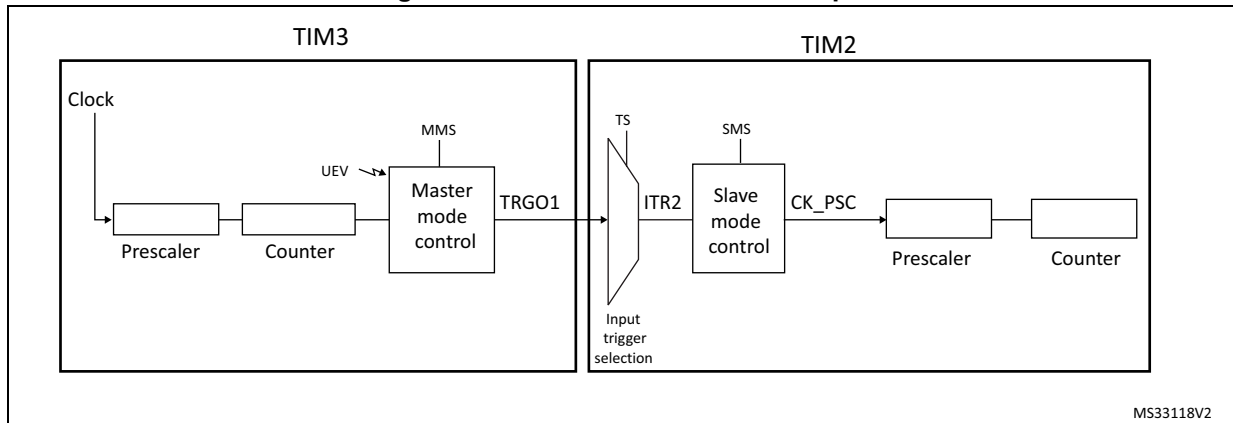 TIM3
TIM2
Clock
MMS
TS
SMS
UEV
Master
mode
control
TRGO1
ITR2
Slave
mode
control
CK_PSC
Prescaler
Counter
Prescaler
Counter
Input
trigger
selection
MS33118V2